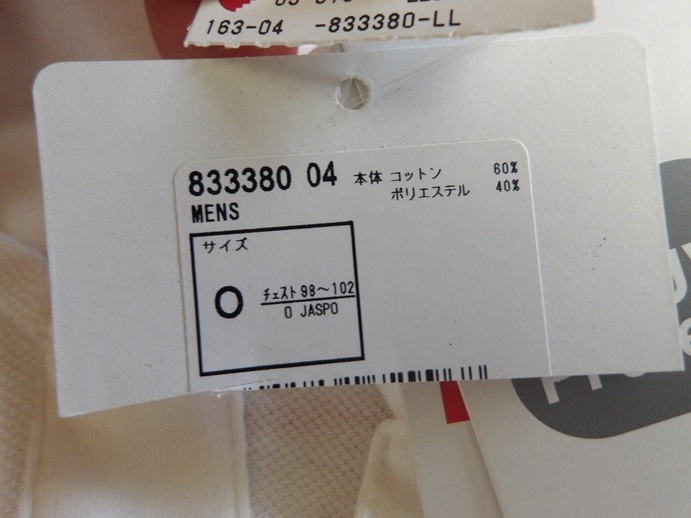 163-04 -833380-LL
833380 04
本体 コットン 60%
ポリエステル 40%
MENS
サイズ
O
チェスト98〜102
O JASPO